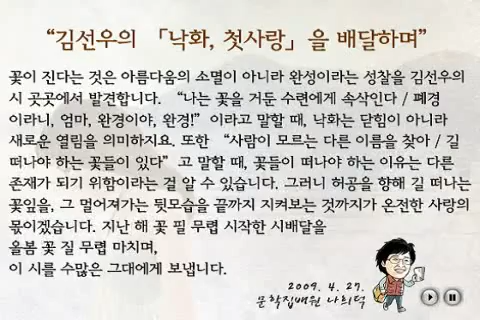 “김선우의 「낙화, 첫사랑」을 배달하며”
꽃이 진다는 것은 아름다움의 소멸이 아니라 완성이라는 성찰을 김선우의
시 곳곳에서 발견합니다. “나는 꽃을 거둔 수련에게 속삭인다 / 폐경
이라니, 엄마, 완경이야, 완경!” 이라고 말할 때, 낙화는 닫힘이 아니라
새로운 열림을 의미하지요. 또한 “사람이 모르는 다른 이름을 찾아 / 길
떠나야 하는 꽃들이 있다” 고 말할 때, 꽃들이 떠나야 하는 이유는 다른
존재가 되기 위함이라는 걸 알 수 있습니다. 그러니 허공을 향해 길 떠나는
꽃잎을, 그 멀어져가는 뒷모습을 끝까지 지켜보는 것까지가 온전한 사랑의
몫이겠습니다. 지난 해 꽃 필 무렵 시작한 시배달을
올봄 꽃 질 무렵 마치며,
이 시를 수많은 그대에게 보냅니다.
2009. 4. 27.
문학집배원 나희덕